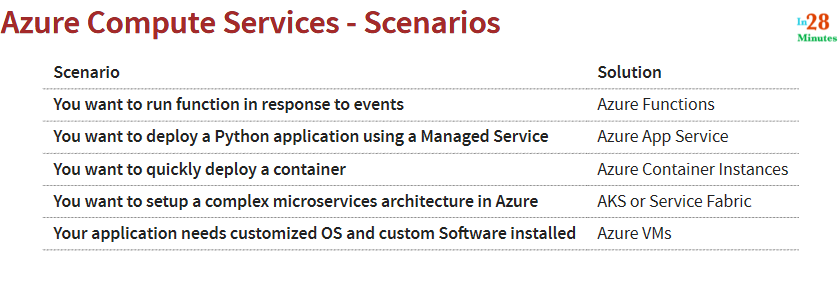 Azure Compute Services - Scenarios
In 28
Minutes
Scenario Solution
You want to run function in response to events Azure Functions
You want to deploy a Python application using a Managed Service Azure App Service
You want to quickly deploy a container Azure Container Instances
You want to setup a complex microservices architecture in Azure AKS or Service Fabric
Your application needs customized OS and custom Software installed Azure VMs